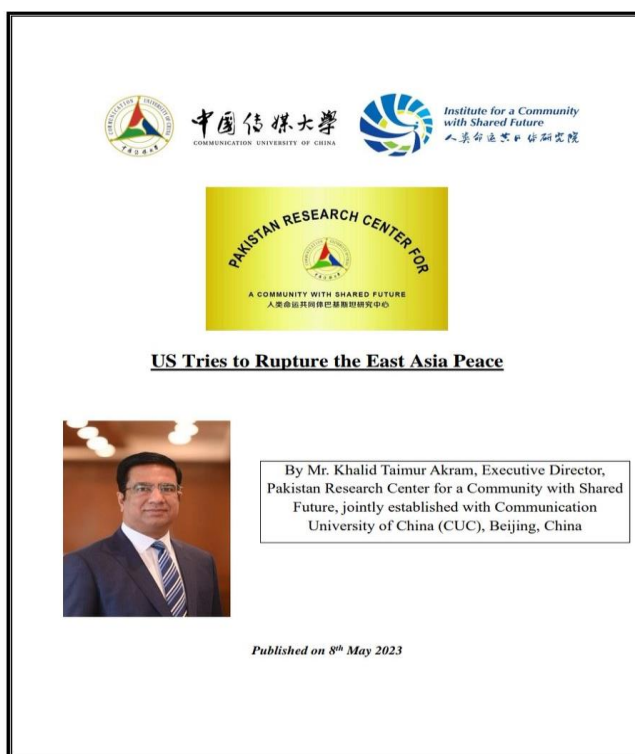 中国传媒大学
COMMUNICATION UNIVERSITY OF CHINA
Institute for a Community
with Shared Future
人类命运共同体研究院
PAKISTAN RESEARCH CENTER FOR
A COMMUNITY WITH SHARED FUTURE
人类命运共同体巴基斯坦研究中心
US Tries to Rupture the East Asia Peace
By Mr. Khalid Taimur Akram, Executive Director,
Pakistan Research Center for a Community with Shared
Future, jointly established with Communication
University of China (CUC), Beijing, China
Published on 8th May 2023